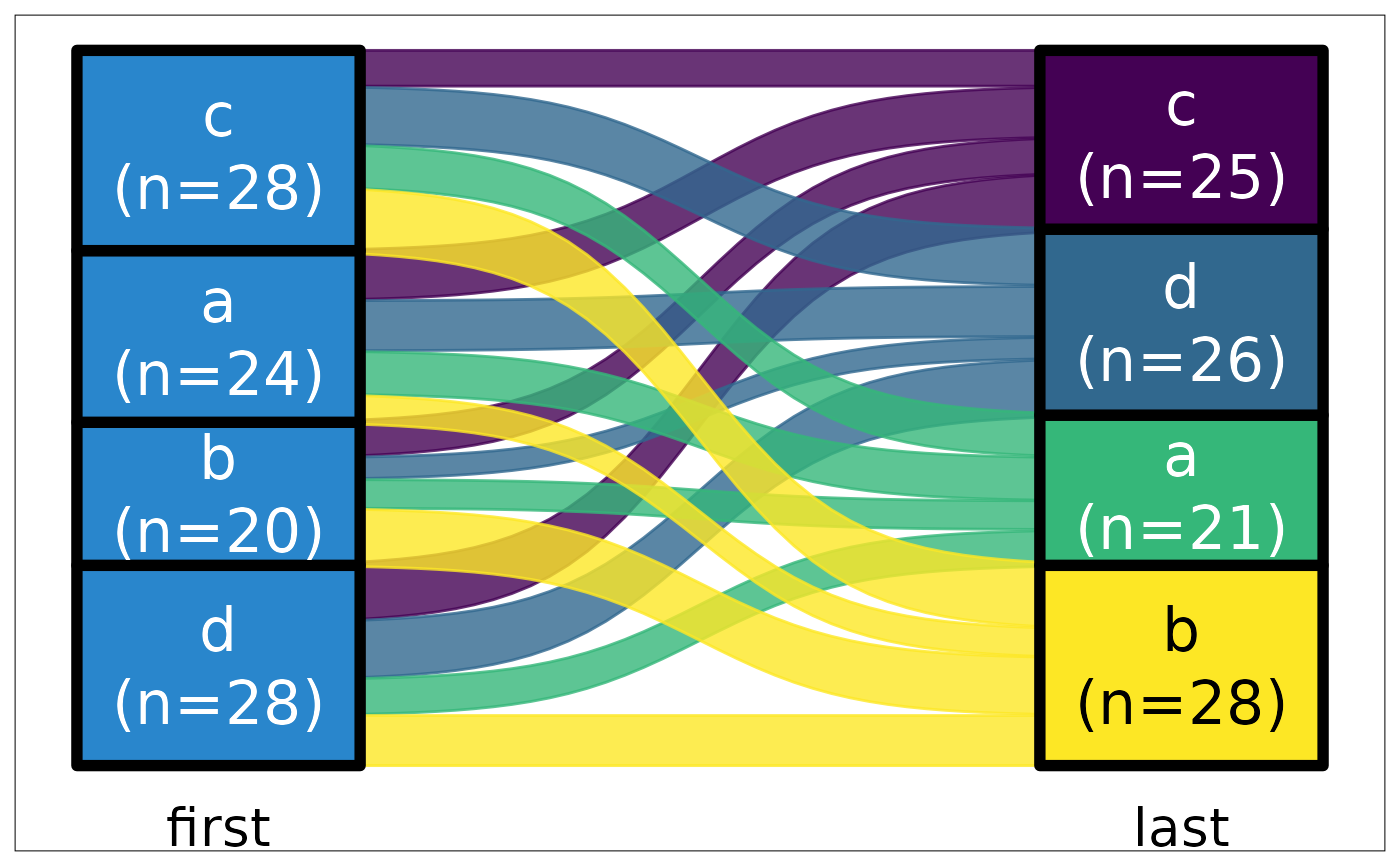 c
(n=28)
a
(n=24)
b
(n=20)
d
(n=28)
first
c
(n=25)
d
(n=26)
a
(n=21)
b
(n=28)
last